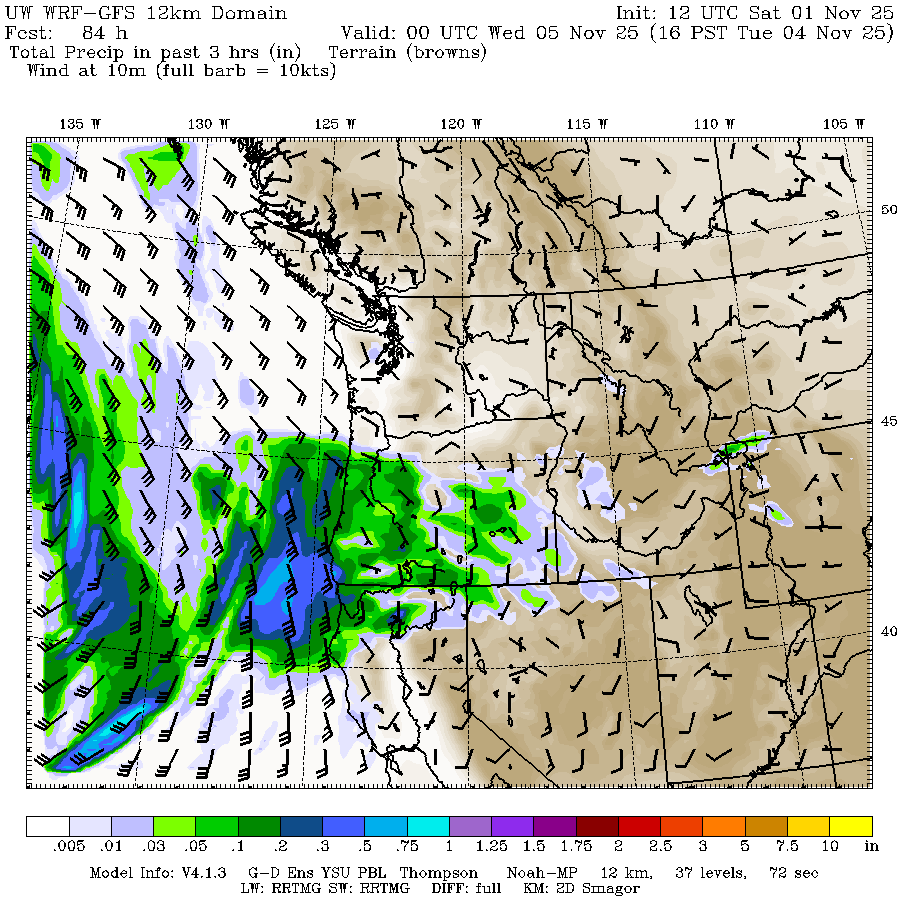 UW WRF-GFS 12km Domain Init: 12 UTC Sat 01 Nov 25
Fcst: 84 h Valid: 00 UTC Wed 05 Nov 25 (16 PST Tue 04 Nov 25)
Total Precip in past 3 hrs (in) Terrain (browns)
Wind at 10m (full barb = 10kts)
135 W 130 W 125 W 120 W 115 W 110 W 105 W
50
45
40
.005 .01 .03 .05 .1 .2 .3 .5 .75 1 1.25 1.5 1.75 2 2.5 3 5 7.5 10 in
Model Info: V4.1.3 G-D Ens YSU PBL Thompson Noah-MP 12 km, 37 levels, 72 sec
LW: RRTMG SW: RRTMG DIFF: full KM: 2D Smagor